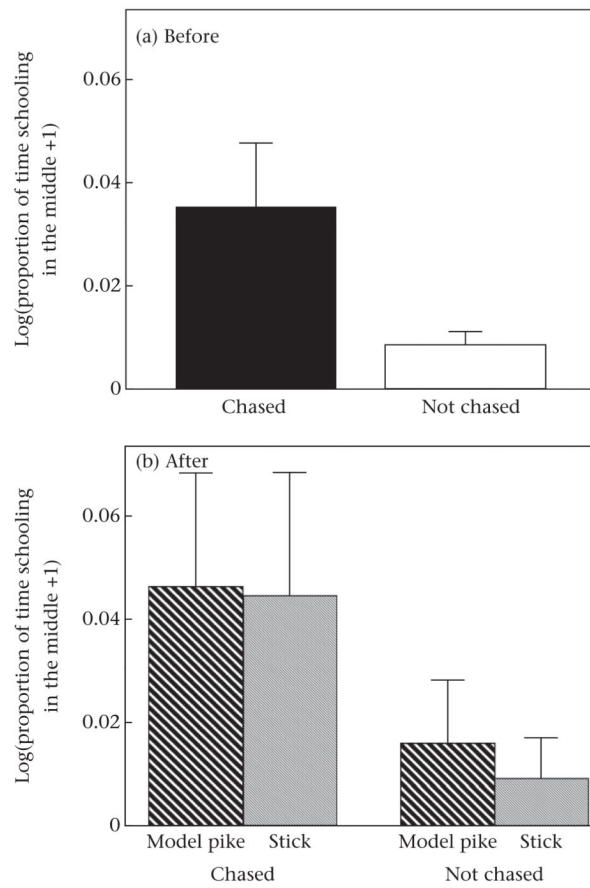 (a) Before
0.06
0.04
0.02
0
Log(proportion of time schooling
in the middle +1)
Chased Not chased
(b) After
0.06
0.04
0.02
0
Log(proportion of time schooling
in the middle +1)
Model pike Stick Model pike Stick
Chased Not chased